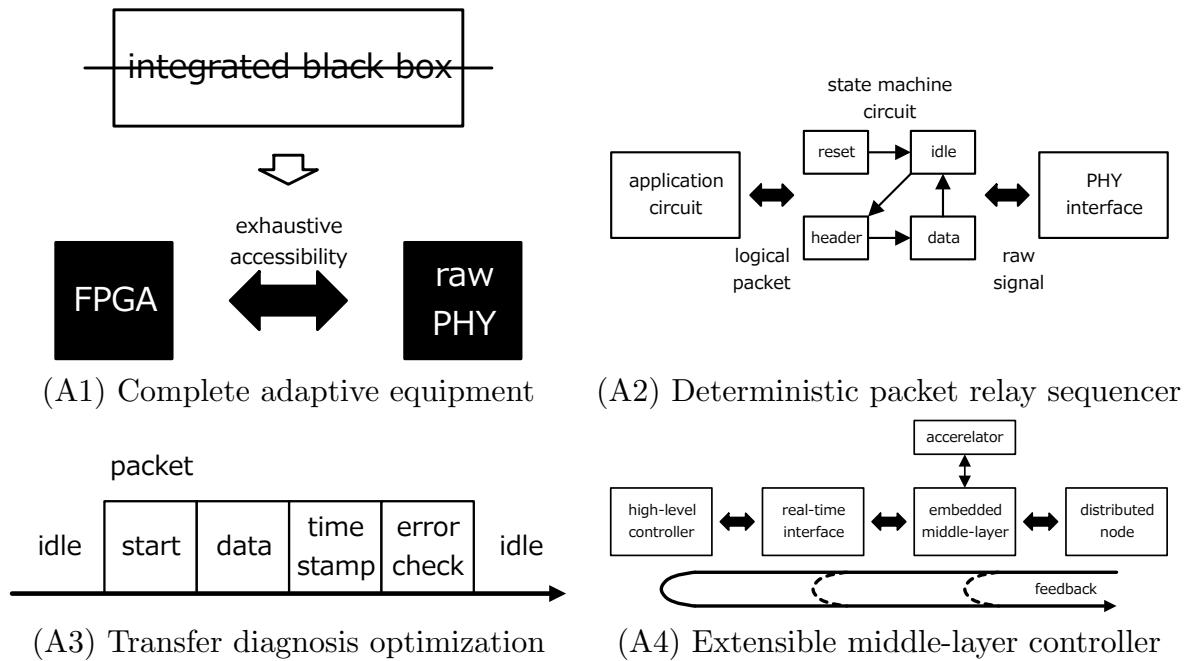 integrated black box
exhaustive
accessibility
FPGA
raw
PHY
(A1) Complete adaptive equipment
state machine
circuit
application
circuit
reset
idle
header
data
PHY
interface
logical
packet
raw
signal
(A2) Deterministic packet relay sequencer
packet
idle
start
data
time
stamp
error
check
idle
(A3) Transfer diagnosis optimization
accerelator
high-level
controller
real-time
interface
embedded
middle-layer
distributed
node
feedback
(A4) Extensible middle-layer controller